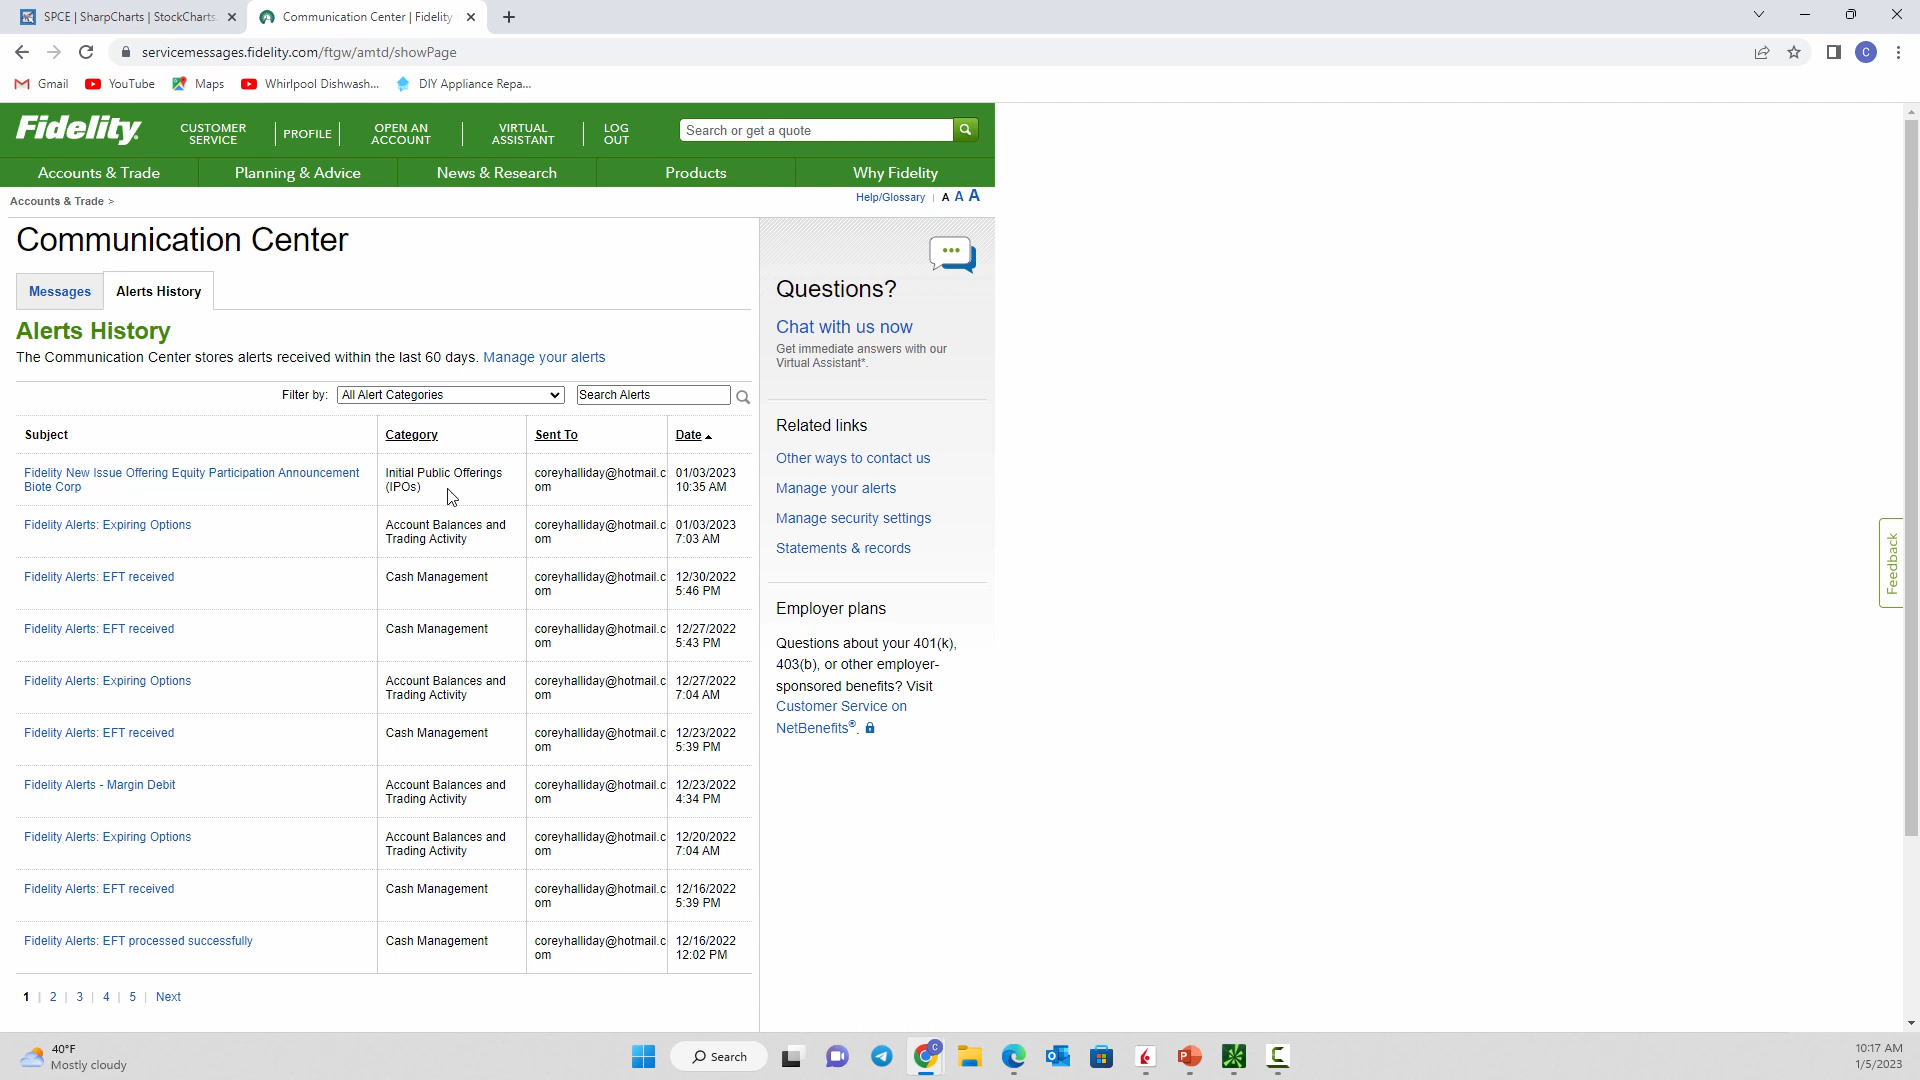 SPCE | SharpCharts | StockCharts.
Communication Center | Fidelity
servicemessages.fidelity.com/ftgw/amtd/showPage
C
Gmail
YouTube
Maps
Whirlpool Dishwash...
DIY Appliance Repa...
Fidelity
CUSTOMER SERVICE
PROFILE
OPEN AN ACCOUNT
VIRTUAL ASSISTANT
LOG OUT
Search or get a quote
Accounts & Trade
Planning & Advice
News & Research
Products
Why Fidelity
Accounts & Trade >
Help/Glossary | A A A
Communication Center
Messages
Alerts History
Alerts History
The Communication Center stores alerts received within the last 60 days. Manage your alerts
Filter by: All Alert Categories
Search Alerts
Subject Category Sent To Date
Fidelity New Issue Offering Equity Participation Announcement Initial Public Offerings coreyhalliday@hotmail.c 01/03/2023
Biote Corp (IPOs) om 10:35 AM
Fidelity Alerts: Expiring Options Account Balances and coreyhalliday@hotmail.c 01/03/2023
Trading Activity om 7:03 AM
Fidelity Alerts: EFT received Cash Management coreyhalliday@hotmail.c 12/30/2022
om 5:46 PM
Fidelity Alerts: EFT received Cash Management coreyhalliday@hotmail.c 12/27/2022
om 5:43 PM
Fidelity Alerts: Expiring Options Account Balances and coreyhalliday@hotmail.c 12/27/2022
Trading Activity om 7:04 AM
Fidelity Alerts: EFT received Cash Management coreyhalliday@hotmail.c 12/23/2022
om 5:39 PM
Fidelity Alerts - Margin Debit Account Balances and coreyhalliday@hotmail.c 12/23/2022
Trading Activity om 4:34 PM
Fidelity Alerts: Expiring Options Account Balances and coreyhalliday@hotmail.c 12/20/2022
Trading Activity om 7:04 AM
Fidelity Alerts: EFT received Cash Management coreyhalliday@hotmail.c 12/16/2022
om 5:39 PM
Fidelity Alerts: EFT processed successfully Cash Management coreyhalliday@hotmail.c 12/16/2022
om 12:02 PM
1 | 2 | 3 | 4 | 5 | Next
Questions?
Chat with us now
Get immediate answers with our
Virtual Assistant*.
Related links
Other ways to contact us
Manage your alerts
Manage security settings
Statements & records
Employer plans
Questions about your 401(k),
403(b), or other employer-
sponsored benefits? Visit
Customer Service on
NetBenefits®.
Feedback
40°F
Mostly cloudy
Search
C
10:17 AM
1/5/2023